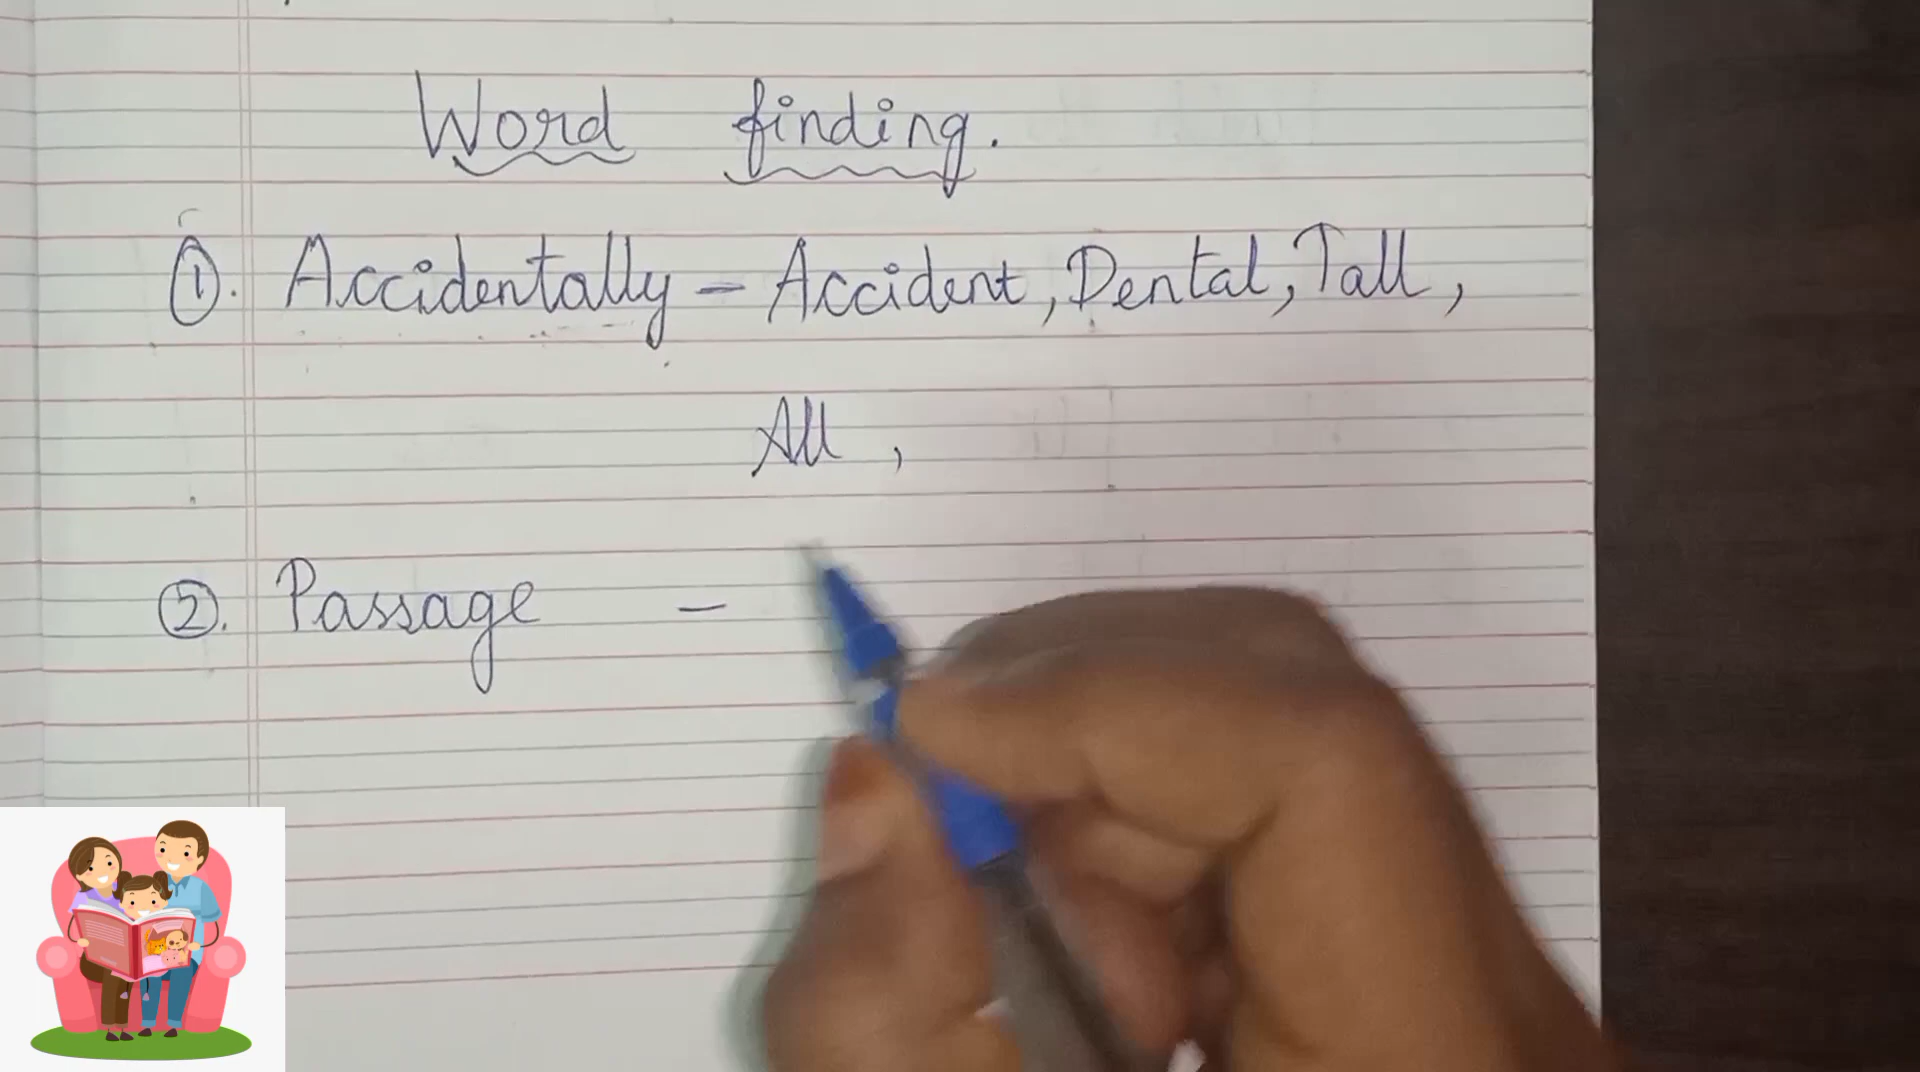 Word finding.
1. Accidentally - Accident, Dental, Tall,
All ,
2. Passage -